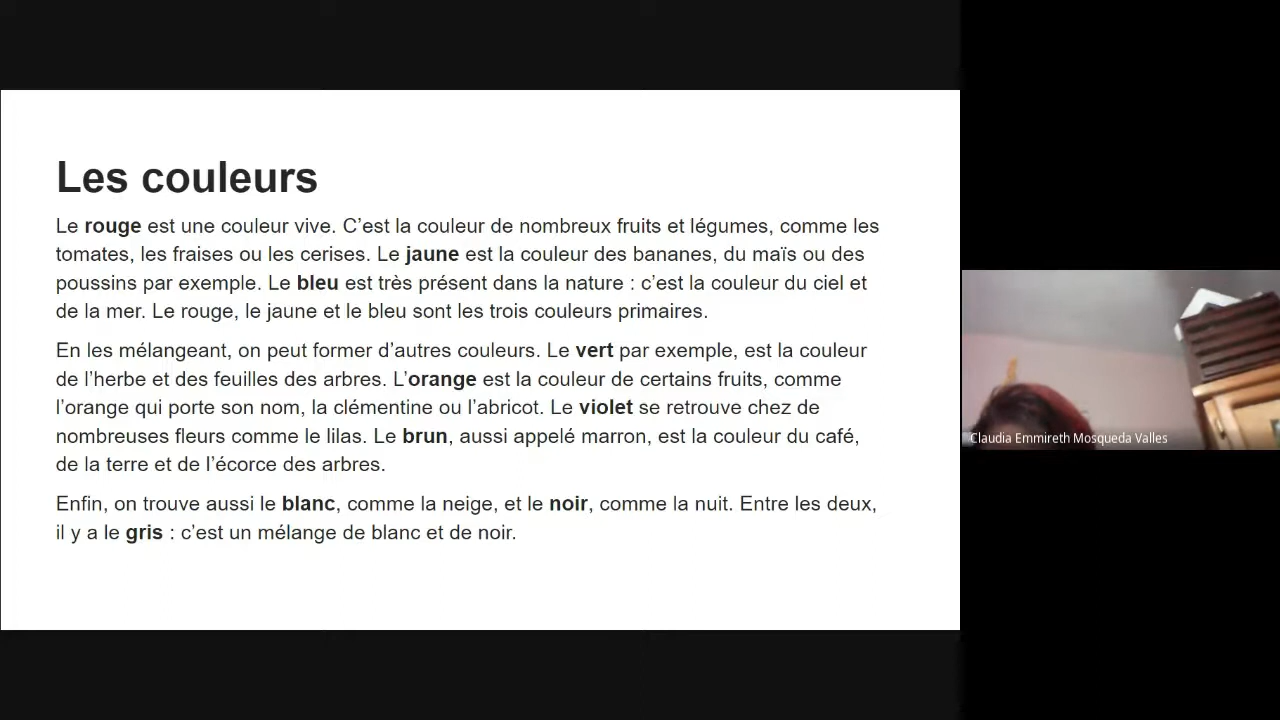 Les couleurs
Le rouge est une couleur vive. C’est la couleur de nombreux fruits et légumes, comme les
tomates, les fraises ou les cerises. Le jaune est la couleur des bananes, du maïs ou des
poussins par exemple. Le bleu est très présent dans la nature : c’est la couleur du ciel et
de la mer. Le rouge, le jaune et le bleu sont les trois couleurs primaires.
En les mélangeant, on peut former d’autres couleurs. Le vert par exemple, est la couleur
de l’herbe et des feuilles des arbres. L’orange est la couleur de certains fruits, comme
l’orange qui porte son nom, la clémentine ou l’abricot. Le violet se retrouve chez de
nombreuses fleurs comme le lilas. Le brun, aussi appelé marron, est la couleur du café,
de la terre et de l’écorce des arbres.
Enfin, on trouve aussi le blanc, comme la neige, et le noir, comme la nuit. Entre les deux,
il y a le gris : c’est un mélange de blanc et de noir.
Claudia Emmireth Mosqueda Valles